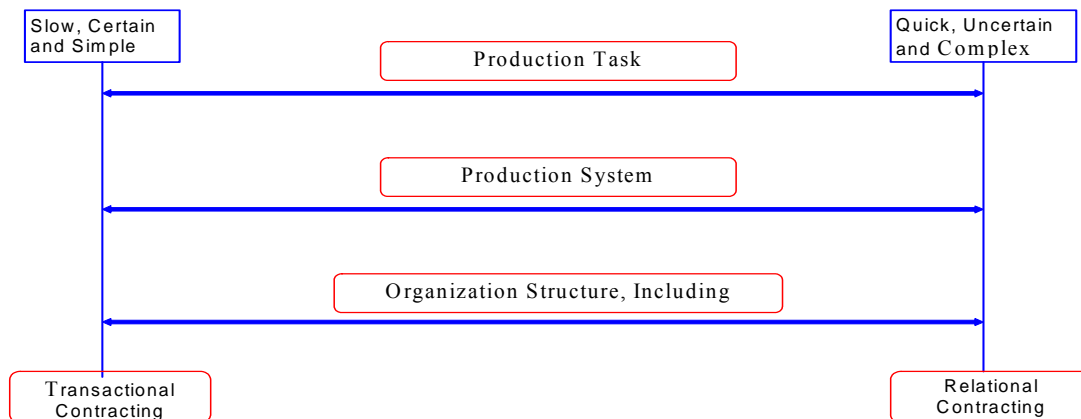 Slow, Certain
and Simple
Quick, Uncertain
and Complex
Production Task
Production System
Organization Structure, Including
Transactional
Contracting
Relational
Contracting